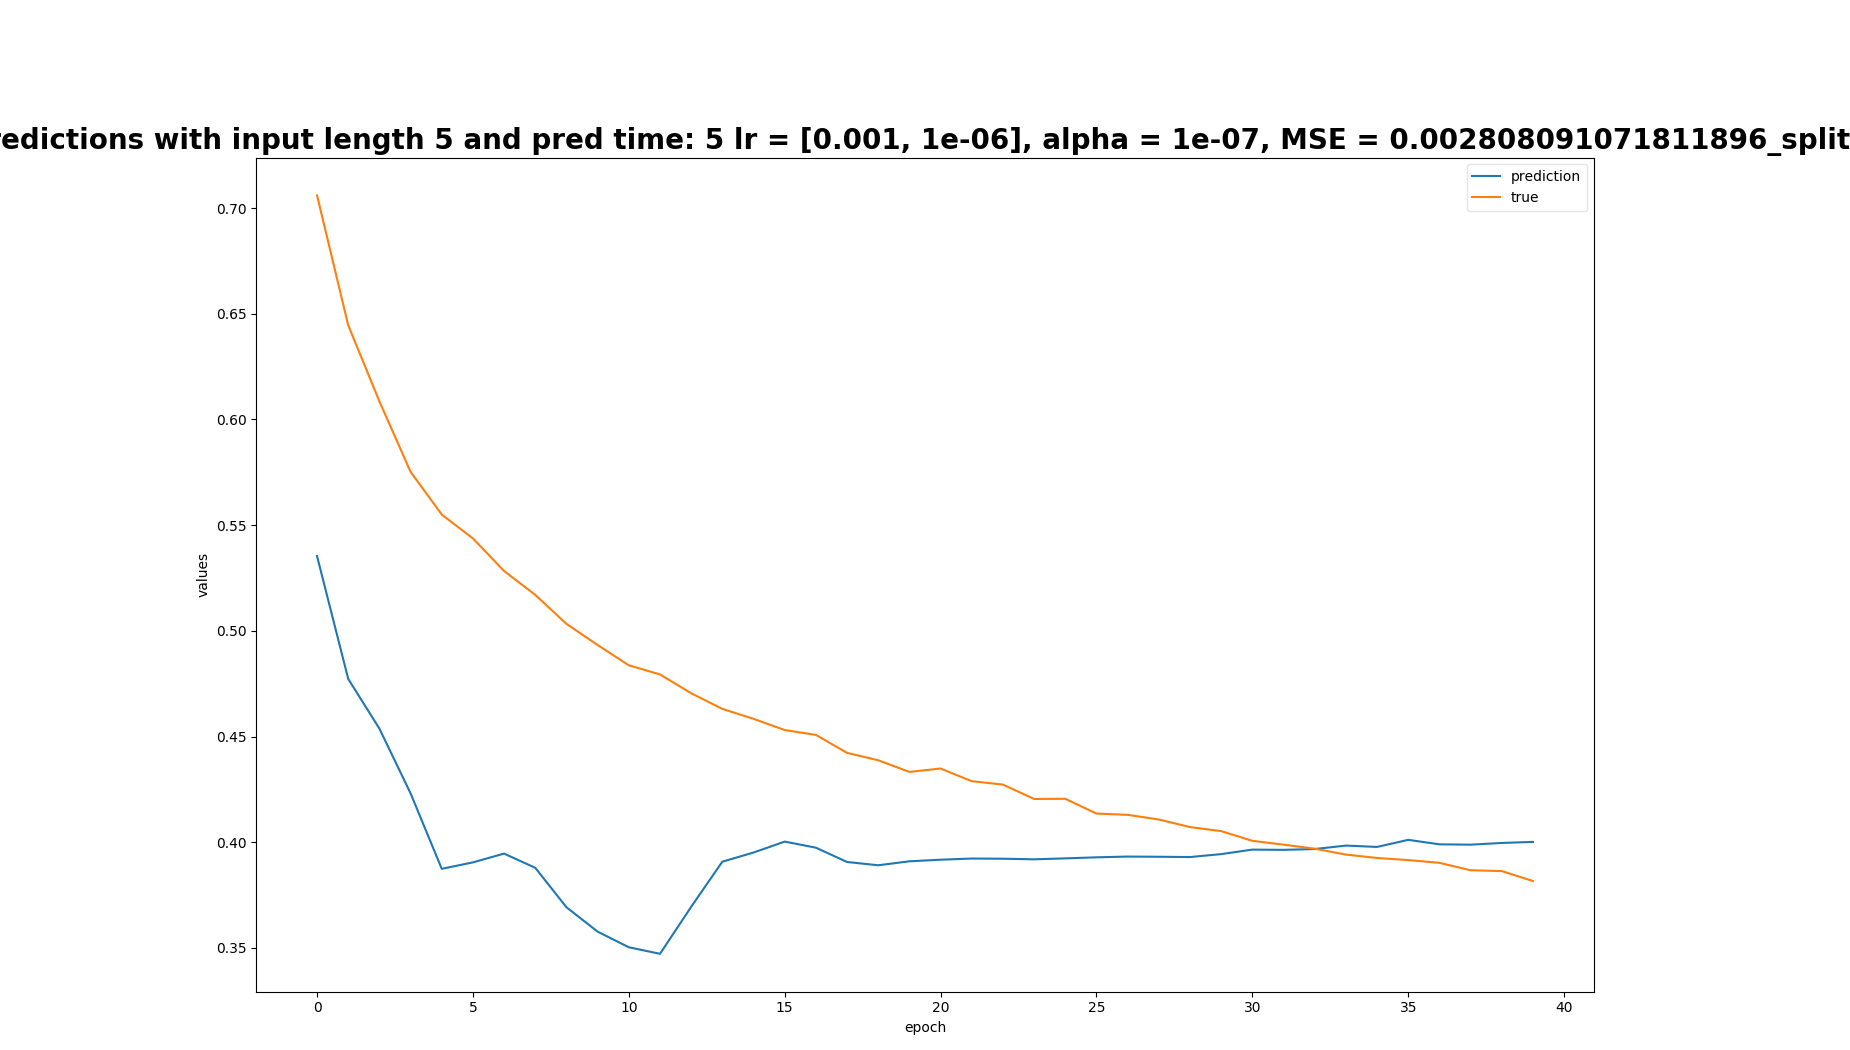 redictions with input length 5 and pred time: 5 lr = [0.001, 1e-06], alpha = 1e-07, MSE = 0.002808091071811896_split
prediction
true
0.70
0.65
0.60
0.55
0.50
0.45
0.40
0.35
values
0 5 10 15 20 25 30 35 40
epoch